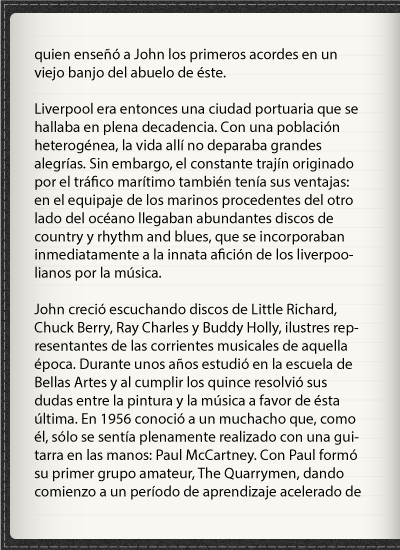 quien enseñó a John los primeros acordes en un
viejo banjo del abuelo de éste.
Liverpool era entonces una ciudad portuaria que se
hallaba en plena decadencia. Con una población
heterogénea, la vida allí no deparaba grandes
alegrías. Sin embargo, el constante trajín originado
por el tráfico marítimo también tenía sus ventajas:
en el equipaje de los marinos procedentes del otro
lado del océano llegaban abundantes discos de
country y rhythm and blues, que se incorporaban
inmediatamente a la innata afición de los liverpoo-
lianos por la música.
John creció escuchando discos de Little Richard,
Chuck Berry, Ray Charles y Buddy Holly, ilustres rep-
resentantes de las corrientes musicales de aquella
época. Durante unos años estudió en la escuela de
Bellas Artes y al cumplir los quince resolvió sus
dudas entre la pintura y la música a favor de ésta
última. En 1956 conoció a un muchacho que, como
él, sólo se sentía plenamente realizado con una gui-
tarra en las manos: Paul McCartney. Con Paul formó
su primer grupo amateur, The Quarrymen, dando
comienzo a un período de aprendizaje acelerado de